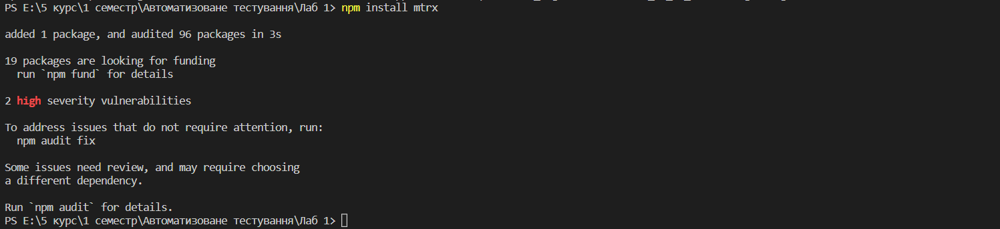 PS E:\5 курс\1 семестр\Автоматизоване тестування\Лаб 1> npm install mtrx
added 1 package, and audited 96 packages in 3s
19 packages are looking for funding
run `npm fund` for details
2 high severity vulnerabilities
To address issues that do not require attention, run:
npm audit fix
Some issues need review, and may require choosing
a different dependency.
Run `npm audit` for details.
PS E:\5 курс\1 семестр\Автоматизоване тестування\Лаб 1>